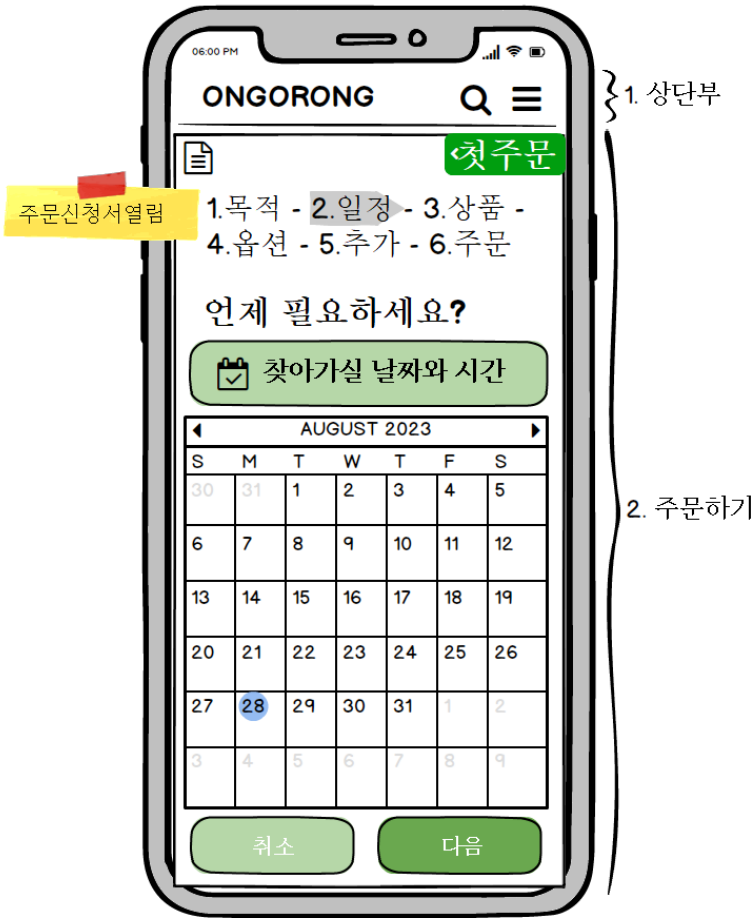 06:00 PM
ONGORONG
1. 상단부
<첫주문
주문신청서열림
1.목적 - 2.일정 - 3.상품 -
4.옵션 - 5.추가 - 6.주문
언제 필요하세요?
찾아가실 날짜와 시간
AUGUST 2023
S M T W T F S
30 31 1 2 3 4 5
6 7 8 9 10 11 12
2. 주문하기
13 14 15 16 17 18 19
20 21 22 23 24 25 26
27 28 29 30 31 1 2
3 4 5 6 7 8 9
취소 다음